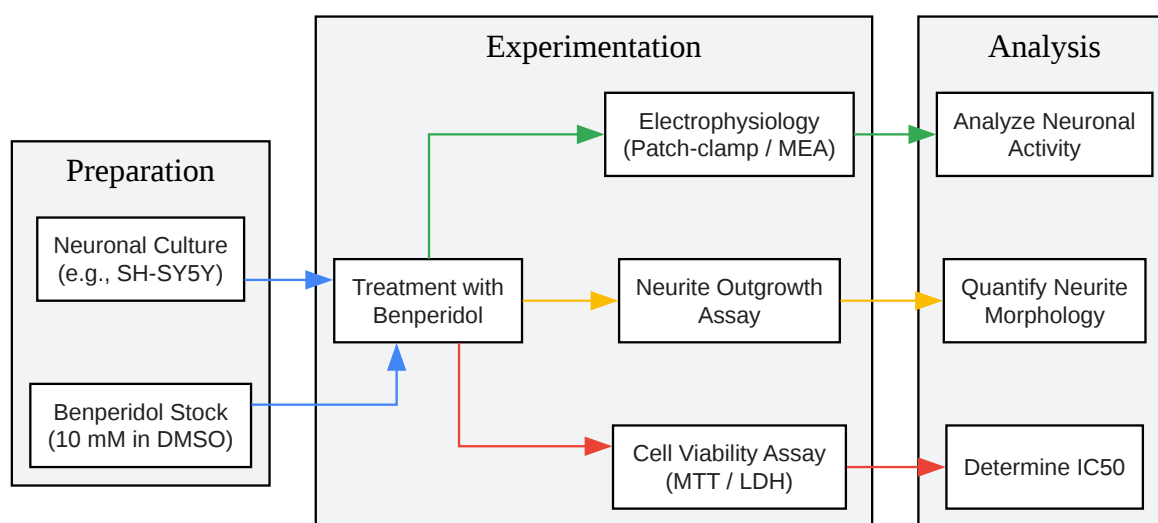 Preparation
Neuronal Culture
(e.g., SH-SY5Y)
Benperidol Stock
(10 mM in DMSO)
Experimentation
Treatment with
Benperidol
Electrophysiology
(Patch-clamp / MEA)
Neurite Outgrowth
Assay
Cell Viability Assay
(MTT / LDH)
Analysis
Analyze Neuronal
Activity
Quantify Neurite
Morphology
Determine IC50